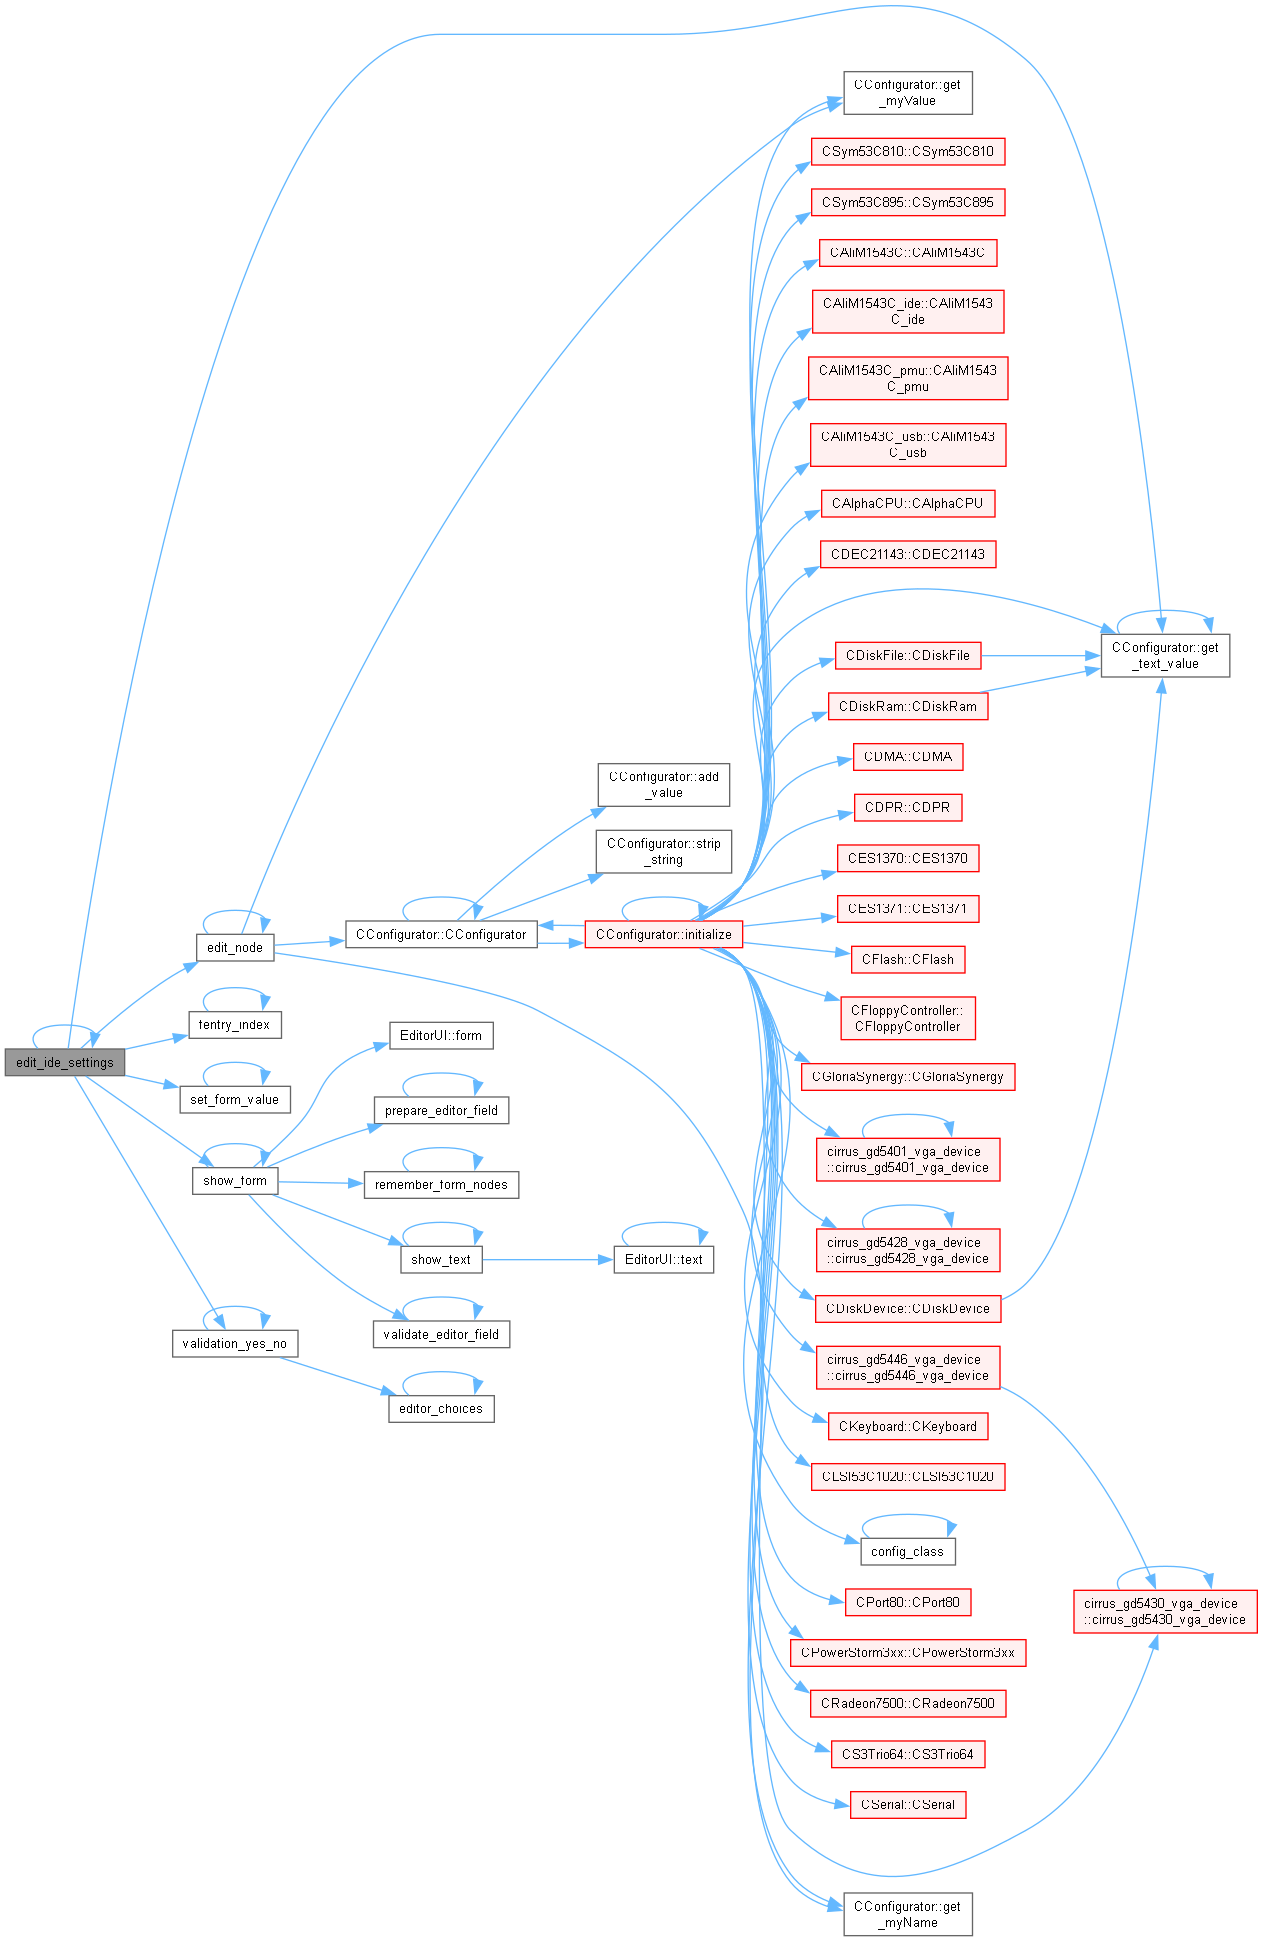 CConfigurator::get
_myValue
CSym53C810::CSym53C810
CSym53C895::CSym53C895
CAliM1543C::CAliM1543C
CAliM1543C_ide::CAliM1543
C_ide
CAliM1543C_pmu::CAliM1543
C_pmu
CAliM1543C_usb::CAliM1543
C_usb
CAlphaCPU::CAlphaCPU
CDEC21143::CDEC21143
CConfigurator::get
_text_value
CDiskFile::CDiskFile
CDiskRam::CDiskRam
CDMA::CDMA
CConfigurator::add
_value
CDPR::CDPR
CConfigurator::strip
_string
CES1370::CES1370
CES1371::CES1371
CConfigurator::CConfigurator
CConfigurator::initialize
edit_node
CFlash::CFlash
CFloppyController::
CFloppyController
fentry_index
EditorUI::form
edit_ide_settings
CGloriaSynergy::CGloriaSynergy
set_form_value
prepare_editor_field
cirrus_gd5401_vga_device
::cirrus_gd5401_vga_device
show_form
remember_form_nodes
cirrus_gd5428_vga_device
::cirrus_gd5428_vga_device
show_text
EditorUI::text
CDiskDevice::CDiskDevice
validate_editor_field
validation_yes_no
cirrus_gd5446_vga_device
::cirrus_gd5446_vga_device
editor_choices
CKeyboard::CKeyboard
CLSI53C1020::CLSI53C1020
config_class
CPort80::CPort80
cirrus_gd5430_vga_device
::cirrus_gd5430_vga_device
CPowerStorm3xx::CPowerStorm3xx
CRadeon7500::CRadeon7500
CS3Trio64::CS3Trio64
CSerial::CSerial
CConfigurator::get
_myName